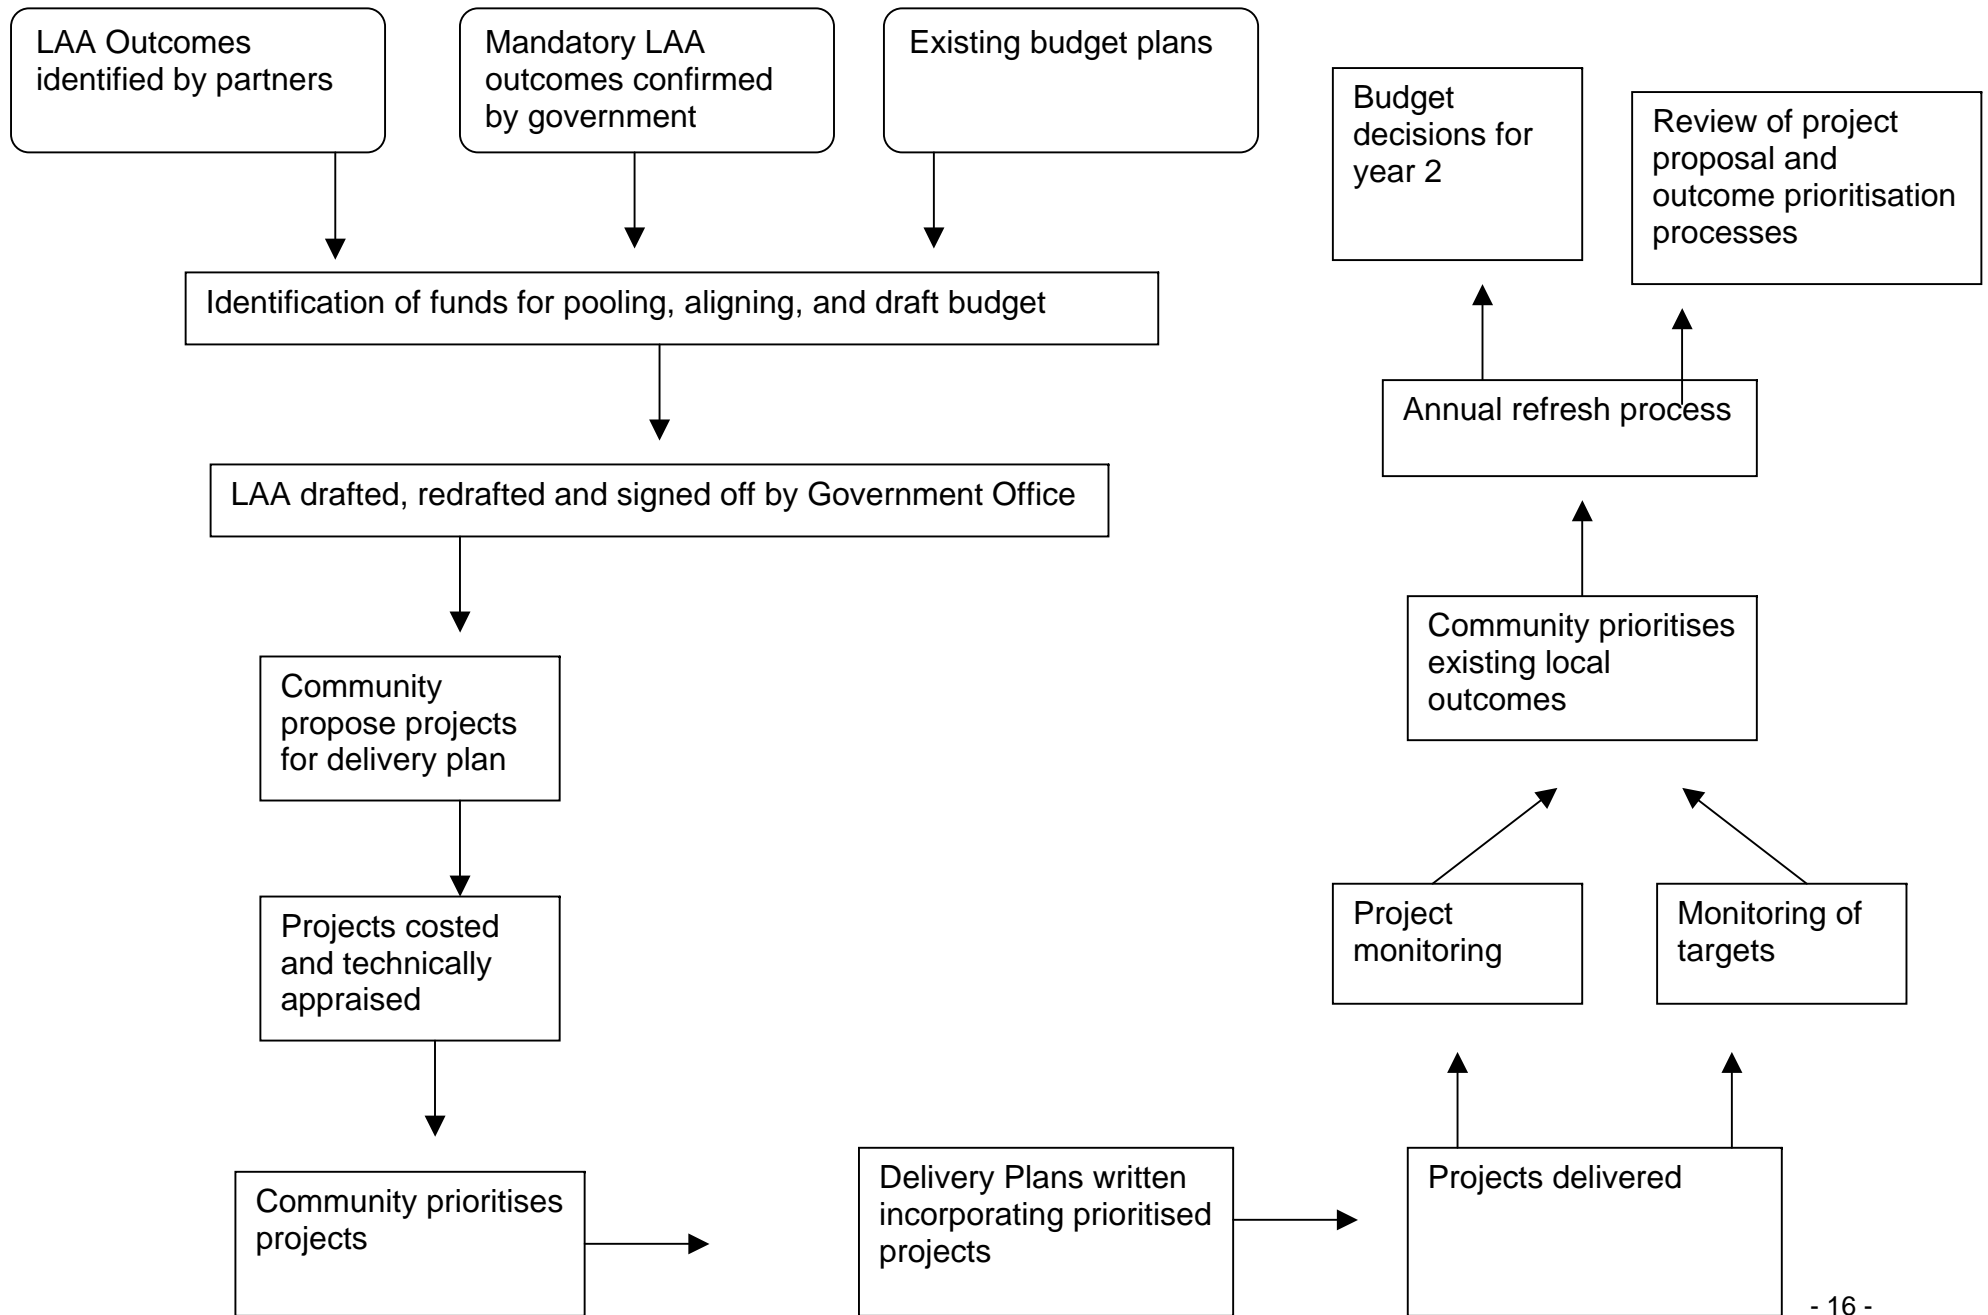 LAA Outcomes
identified by partners
Mandatory LAA
outcomes confirmed
by government
Existing budget plans
Identification of funds for pooling, aligning, and draft budget
LAA drafted, redrafted and signed off by Government Office
Community
propose projects
for delivery plan
Projects costed
and technically
appraised
Community prioritises
projects
Delivery Plans written
incorporating prioritised
projects
Projects delivered
Project
monitoring
Monitoring of
targets
Community prioritises
existing local
outcomes
Annual refresh process
Budget
decisions for
year 2
Review of project
proposal and
outcome prioritisation
processes
- 16 -